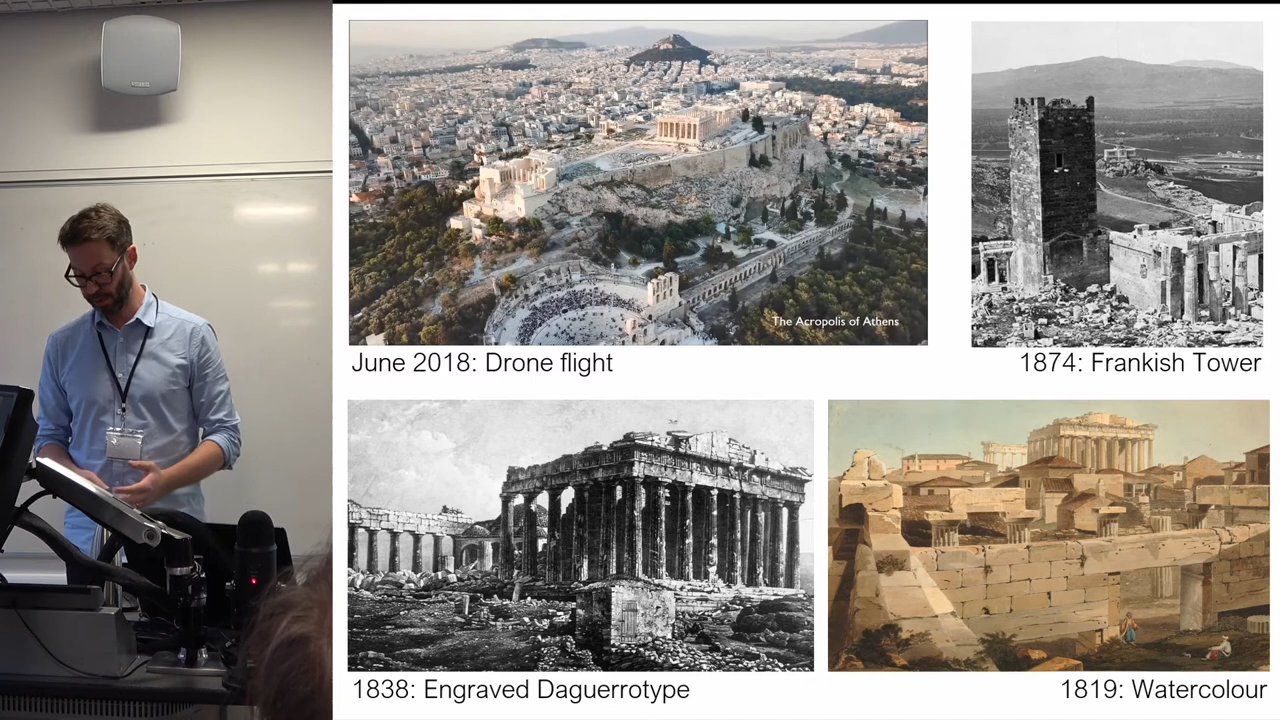 The Acropolis of Athens
June 2018: Drone flight
1874: Frankish Tower
1838: Engraved Daguerrotype
1819: Watercolour